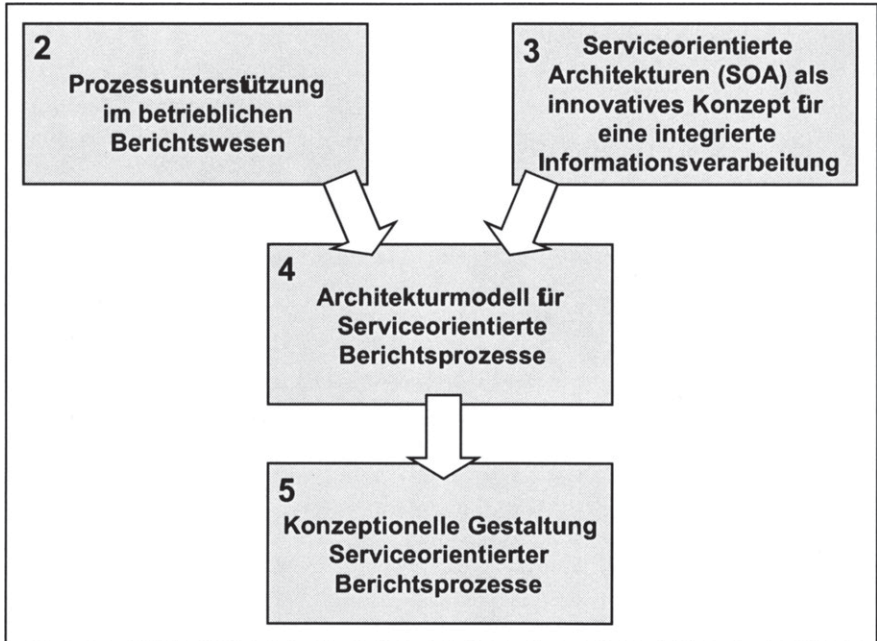 2
Prozessunterstützung
im betrieblichen
Berichtswesen
3
Serviceorientierte
Architekturen (SOA) als
innovatives Konzept für
eine integrierte
Informationsverarbeitung
4
Architekturmodell für
Serviceorientierte
Berichtsprozesse
5
Konzeptionelle Gestaltung
Serviceorientierter
Berichtsprozesse